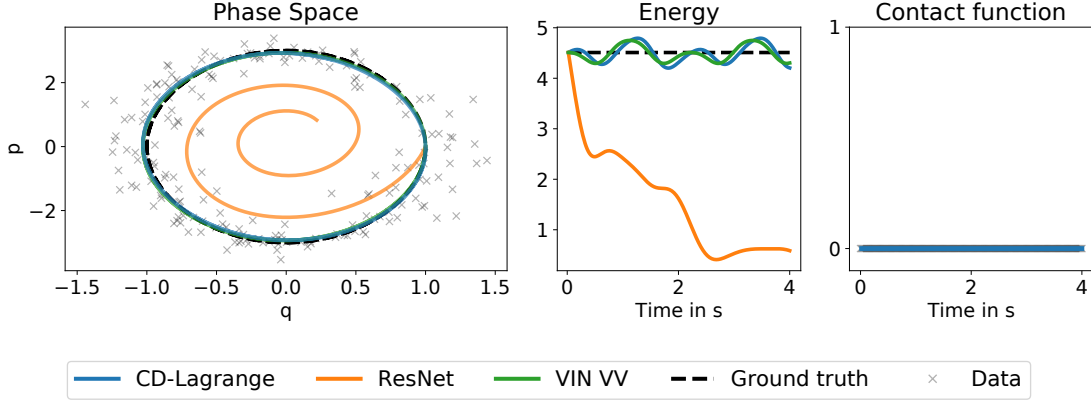 Phase Space
Energy
Contact function
p
2
0
−2
−1.5 −1.0 −0.5 0.0 0.5 1.0 1.5
q
5
4
3
2
1
0 2 4
Time in s
1
0
0 2 4
Time in s
CD-Lagrange ResNet VIN VV Ground truth Data